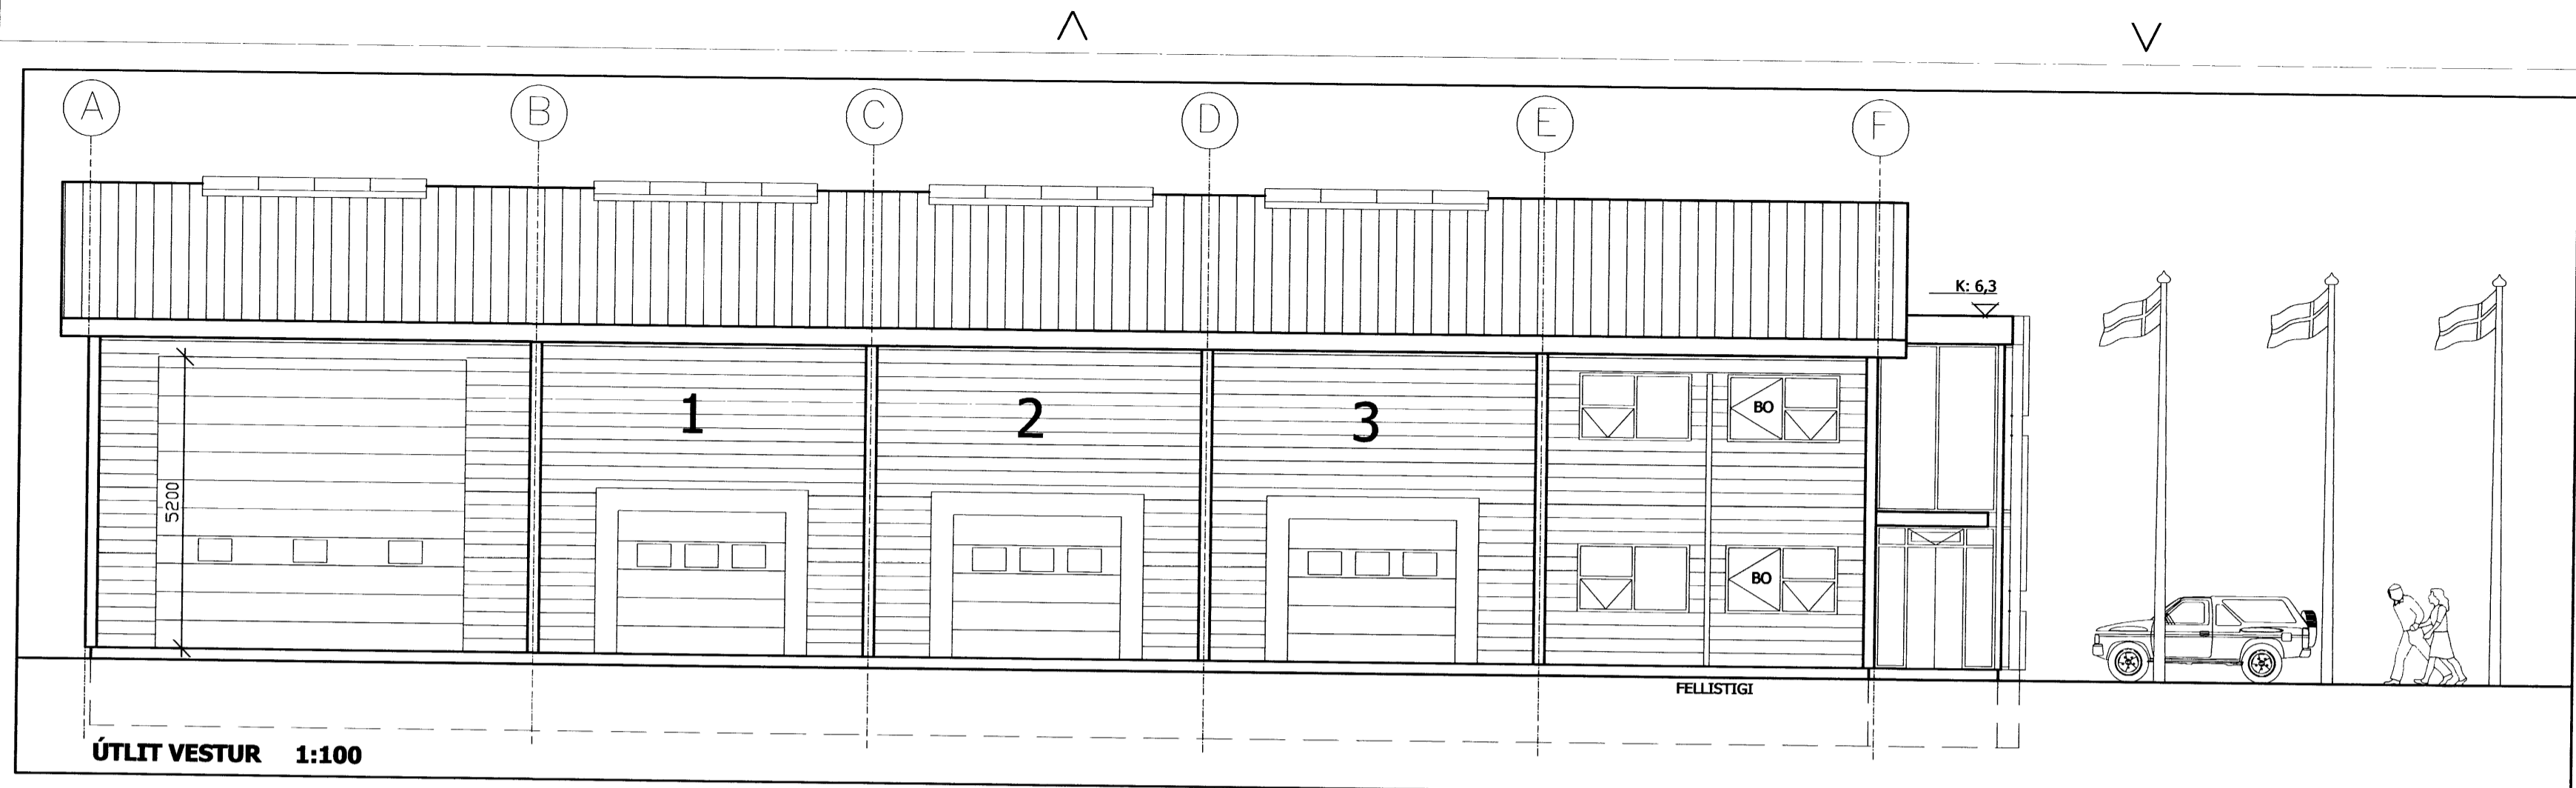 A B C D E F
K: 6,3
1 2 3
BO
5200
BO
FELLISTIGI
ÚTLIT VESTUR 1:100